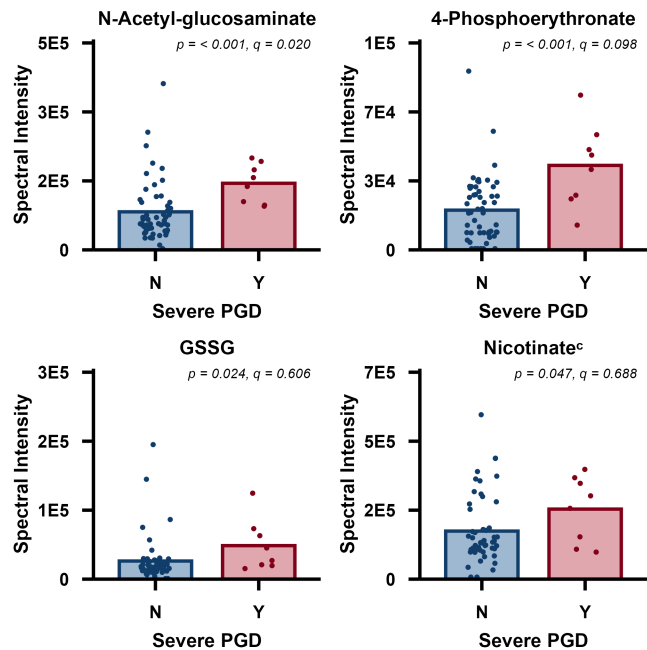 N-Acetyl-glucosaminate
p = < 0.001, q = 0.020
Spectral Intensity
5E5
3E5
2E5
0
N
Y
Severe PGD
4-Phosphoerythronate
p = < 0.001, q = 0.098
Spectral Intensity
1E5
7E4
3E4
0
N
Y
Severe PGD
GSSG
p = 0.024, q = 0.606
Spectral Intensity
3E5
2E5
1E5
0
N
Y
Severe PGD
Nicotinateᶜ
p = 0.047, q = 0.688
Spectral Intensity
7E5
5E5
2E5
0
N
Y
Severe PGD